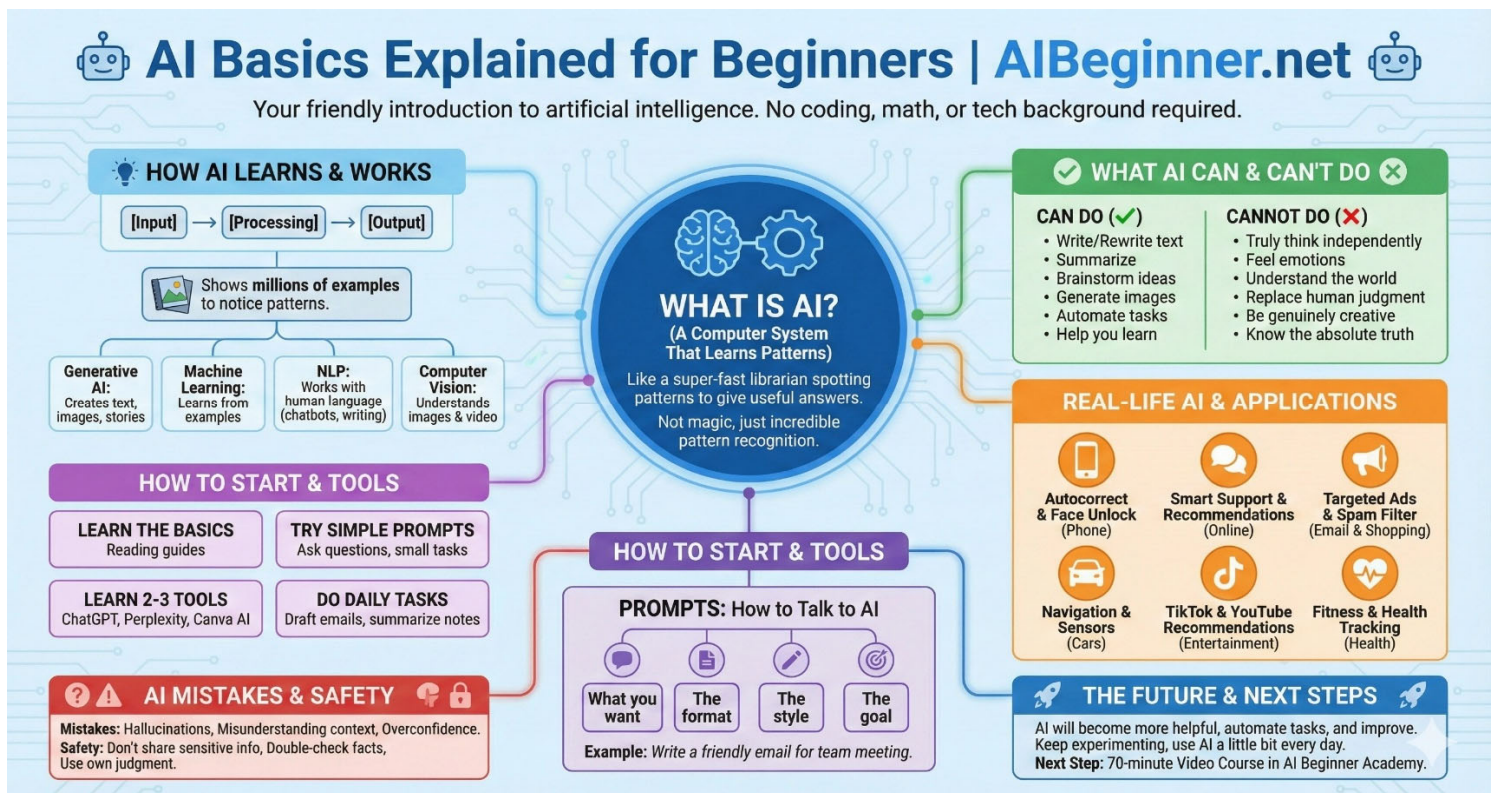 AI Basics Explained for Beginners | AIBeginner.net
Your friendly introduction to artificial intelligence. No coding, math, or tech background required.
HOW AI LEARNS & WORKS
[Input] → [Processing] → [Output]
Shows millions of examples
to notice patterns.
Generative
AI:
Creates text,
images, stories
Machine
Learning:
Learns from
examples
NLP:
Works with
human language
(chatbots, writing)
Computer
Vision:
Understands
images & video
HOW TO START & TOOLS
LEARN THE BASICS
Reading guides
TRY SIMPLE PROMPTS
Ask questions, small tasks
LEARN 2-3 TOOLS
ChatGPT, Perplexity, Canva AI
DO DAILY TASKS
Draft emails, summarize notes
AI MISTAKES & SAFETY
Mistakes: Hallucinations, Misunderstanding context, Overconfidence.
Safety: Don't share sensitive info, Double-check facts,
Use own judgment.
WHAT IS AI?
(A Computer System
That Learns Patterns)
Like a super-fast librarian spotting
patterns to give useful answers.
Not magic, just incredible
pattern recognition.
HOW TO START & TOOLS
PROMPTS: How to Talk to AI
What you
want
The
format
The
style
The
goal
Example: Write a friendly email for team meeting.
WHAT AI CAN & CAN'T DO
CAN DO (✓)
• Write/Rewrite text
• Summarize
• Brainstorm ideas
• Generate images
• Automate tasks
• Help you learn
CANNOT DO (✗)
• Truly think independently
• Feel emotions
• Understand the world
• Replace human judgment
• Be genuinely creative
• Know the absolute truth
REAL-LIFE AI & APPLICATIONS
Autocorrect
& Face Unlock
(Phone)
Smart Support &
Recommendations
(Online)
Targeted Ads
& Spam Filter
(Email & Shopping)
Navigation &
Sensors
(Cars)
TikTok & YouTube
Recommendations
(Entertainment)
Fitness & Health
Tracking
(Health)
THE FUTURE & NEXT STEPS
AI will become more helpful, automate tasks, and improve.
Keep experimenting, use AI a little bit every day.
Next Step: 70-minute Video Course in AI Beginner Academy.